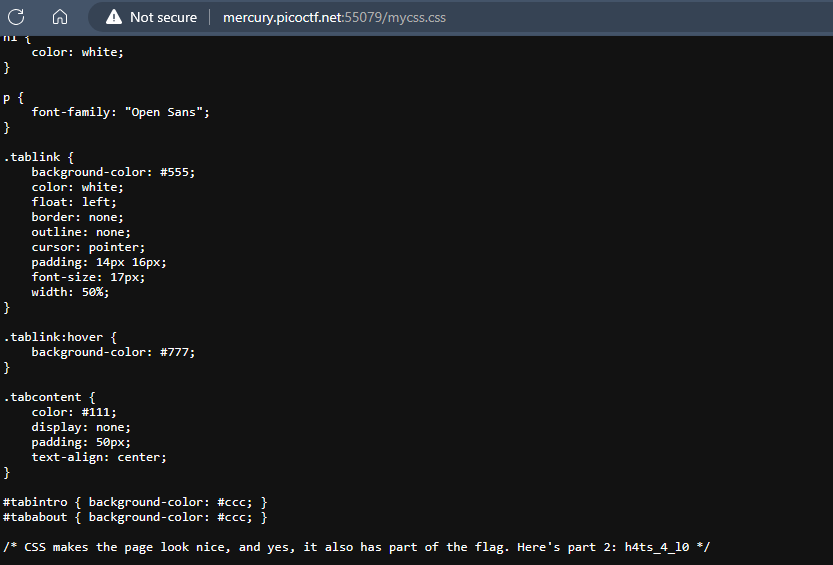 Not secure mercury.picoctf.net:55079/mycss.css
h1 {
color: white;
}
p {
font-family: "Open Sans";
}
.tablink {
background-color: #555;
color: white;
float: left;
border: none;
outline: none;
cursor: pointer;
padding: 14px 16px;
font-size: 17px;
width: 50%;
}
.tablink:hover {
background-color: #777;
}
.tabcontent {
color: #111;
display: none;
padding: 50px;
text-align: center;
}
#tabintro { background-color: #ccc; }
#tababout { background-color: #ccc; }
/* CSS makes the page look nice, and yes, it also has part of the flag. Here's part 2: h4ts_4_l0 */